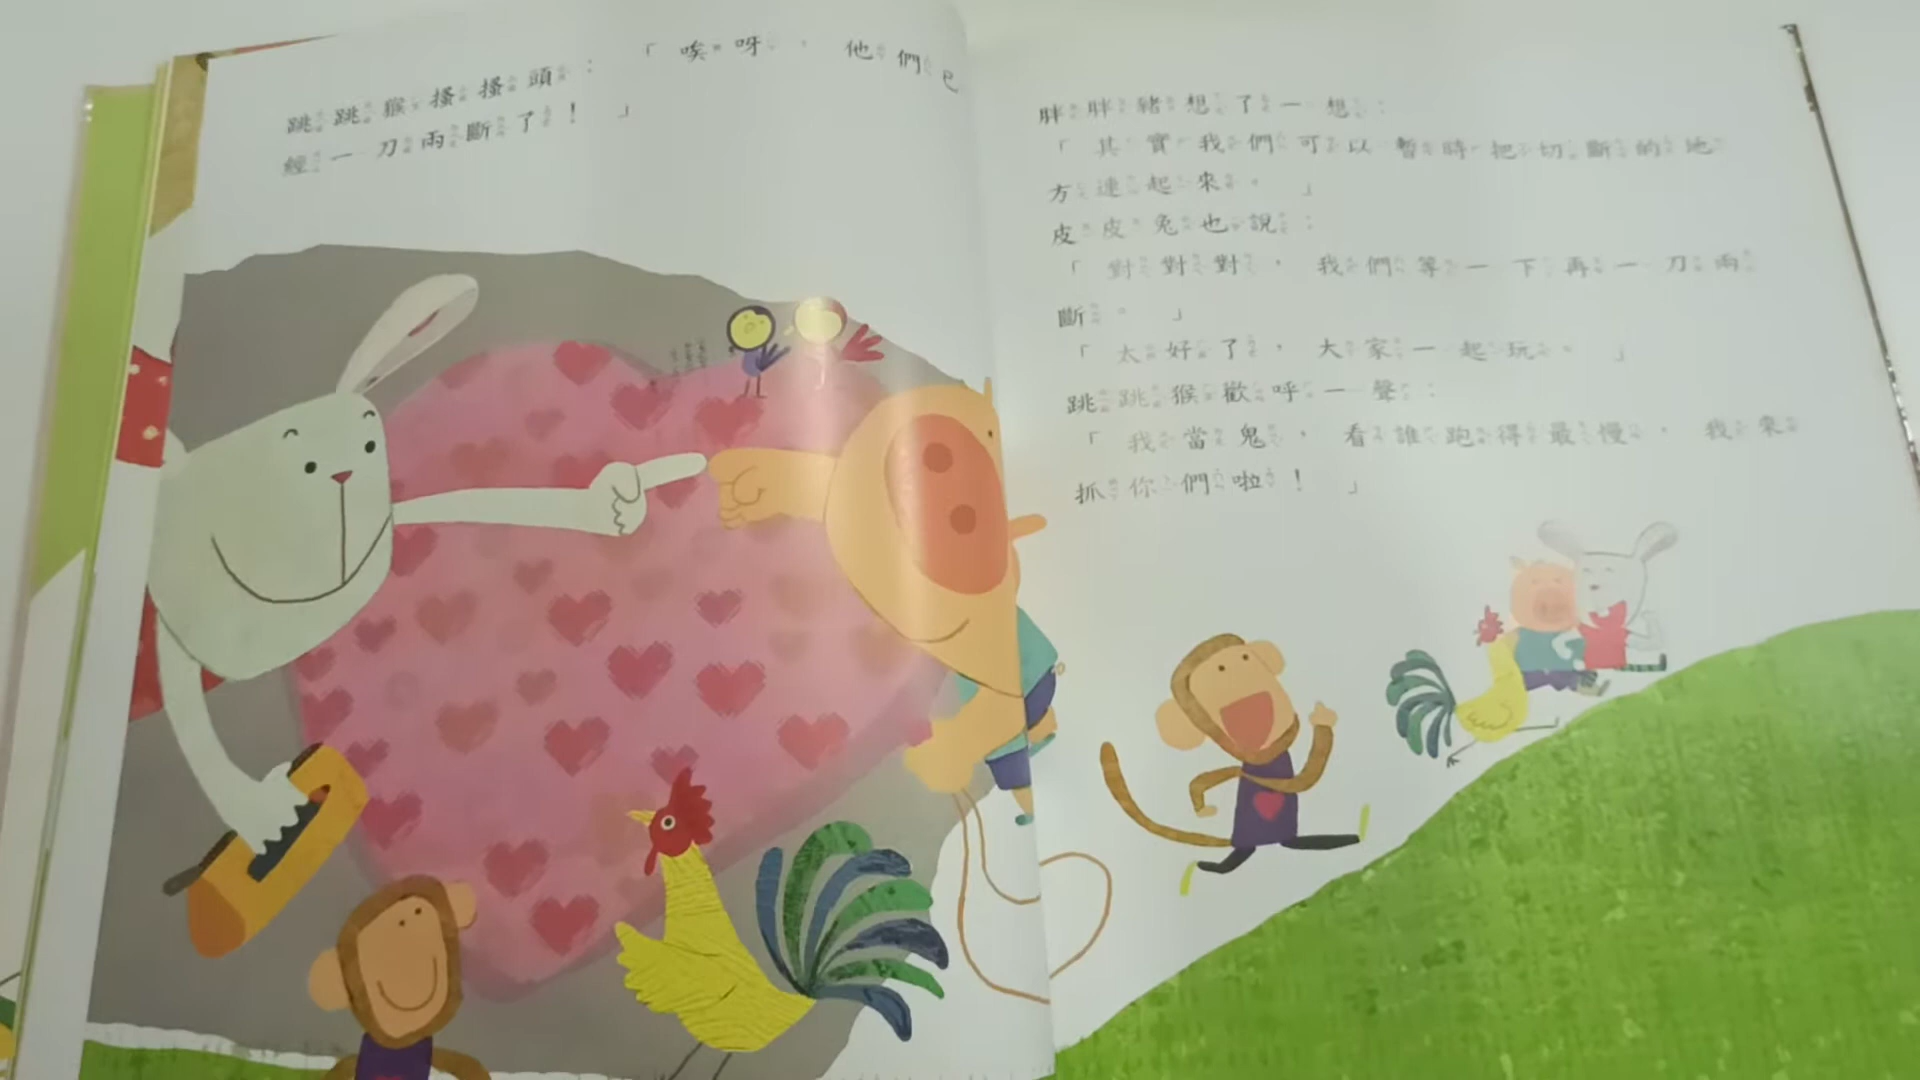 跳跳猴搔搔頭：「唉呀，他們已
經一刀兩斷了！」
胖胖豬想了一想：
「其實我們可以暫時把切斷的地
方連起來。」
皮皮兔也說：
「對對對，我們等一下再一刀兩
斷。」
「太好了，大家一起玩。」
跳跳猴歡呼一聲：
「我當鬼，看誰跑得最慢，我來
抓你們啦！」